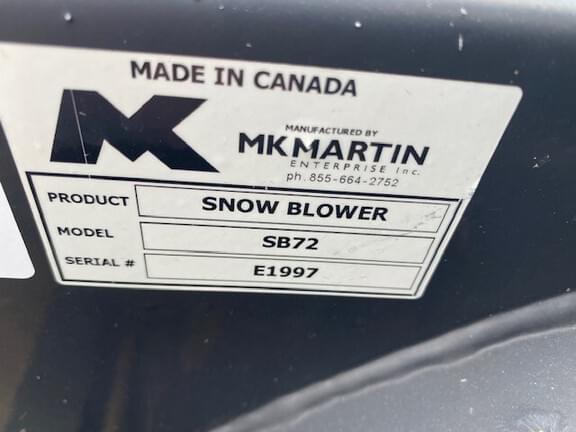 MADE IN CANADA
MK
MANUFACTURED BY
MKMARTIN
ENTERPRISE Inc.
ph. 855-664-2752
PRODUCT SNOW BLOWER
MODEL SB72
SERIAL # E1997